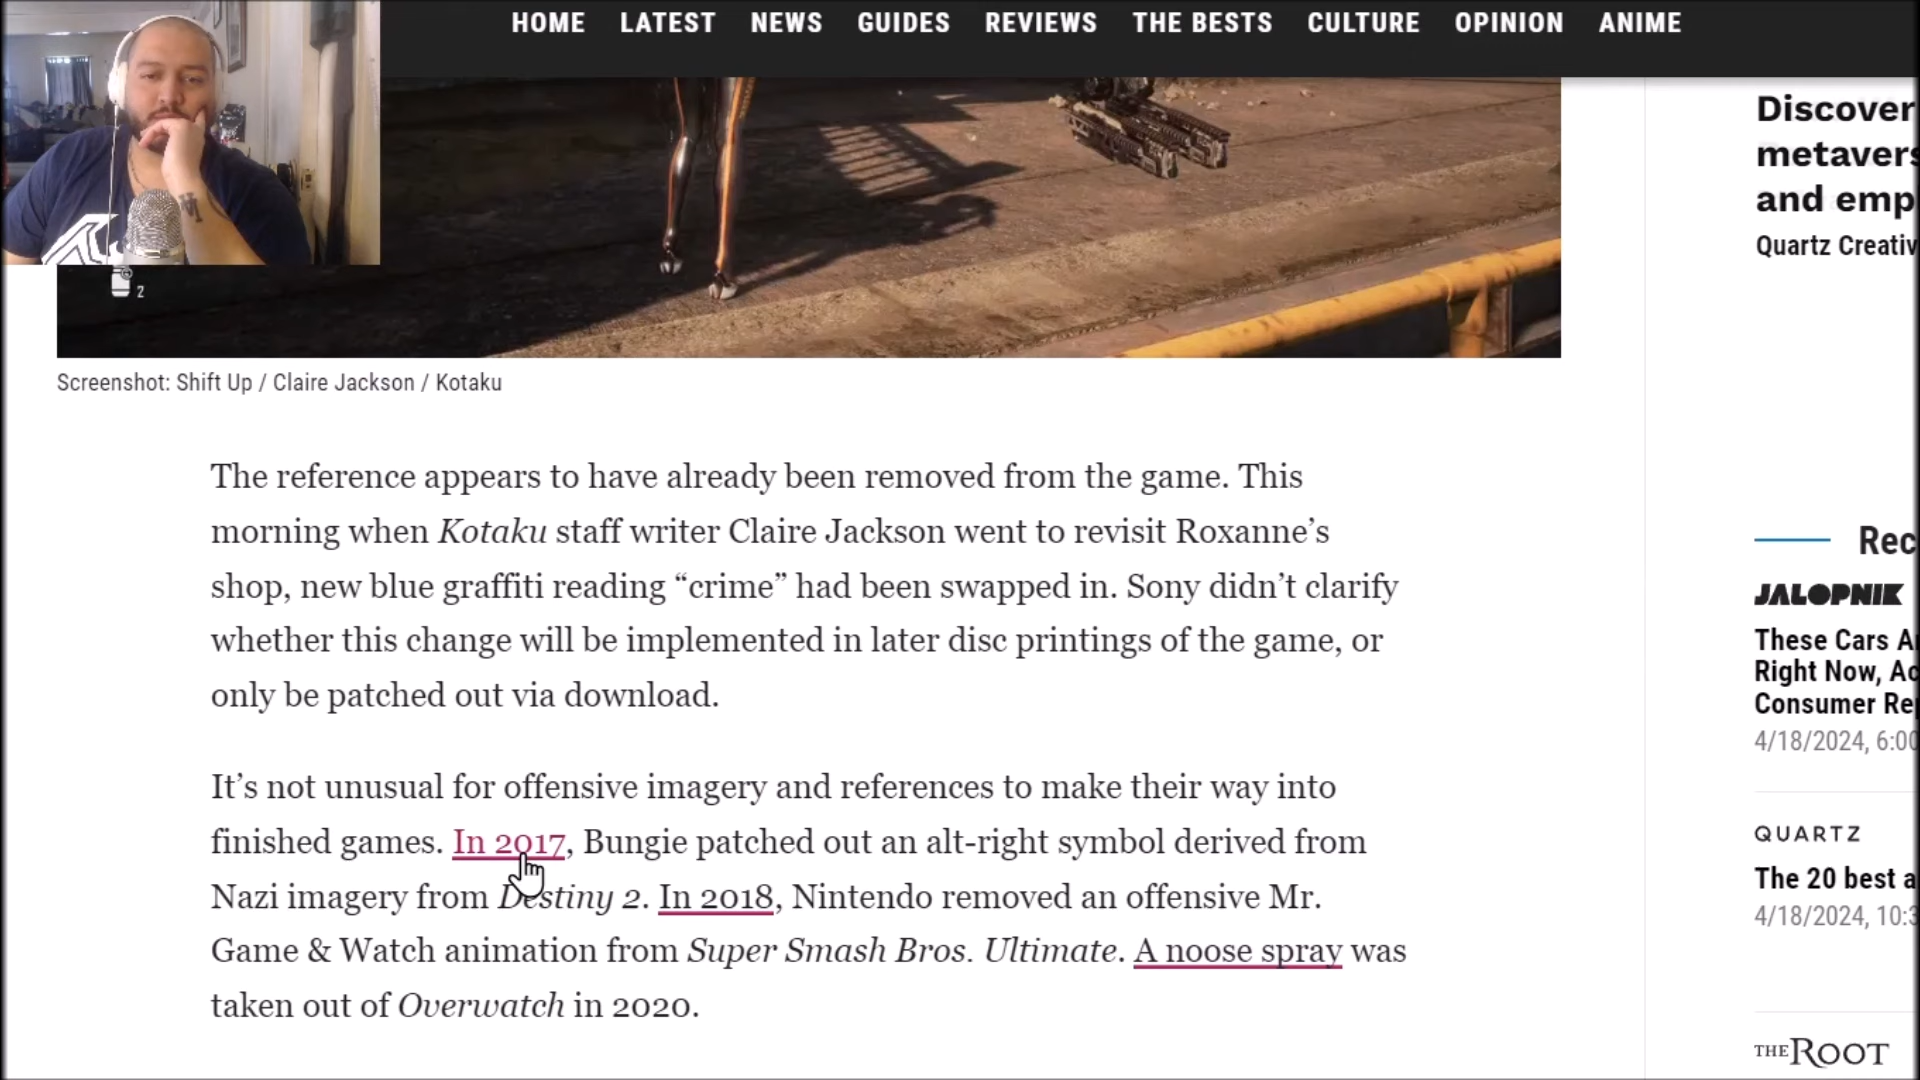 HOME LATEST NEWS GUIDES REVIEWS THE BESTS CULTURE OPINION ANIME
2
Screenshot: Shift Up / Claire Jackson / Kotaku
The reference appears to have already been removed from the game. This
morning when Kotaku staff writer Claire Jackson went to revisit Roxanne’s
shop, new blue graffiti reading “crime” had been swapped in. Sony didn’t clarify
whether this change will be implemented in later disc printings of the game, or
only be patched out via download.
It’s not unusual for offensive imagery and references to make their way into
finished games. In 2017, Bungie patched out an alt-right symbol derived from
Nazi imagery from Destiny 2. In 2018, Nintendo removed an offensive Mr.
Game & Watch animation from Super Smash Bros. Ultimate. A noose spray was
taken out of Overwatch in 2020.
Discover
metavers
and emp
Quartz Creativ
Rec
JALOPNIK
These Cars A
Right Now, Ac
Consumer Re
4/18/2024, 6:00
QUARTZ
The 20 best a
4/18/2024, 10:3
THE ROOT